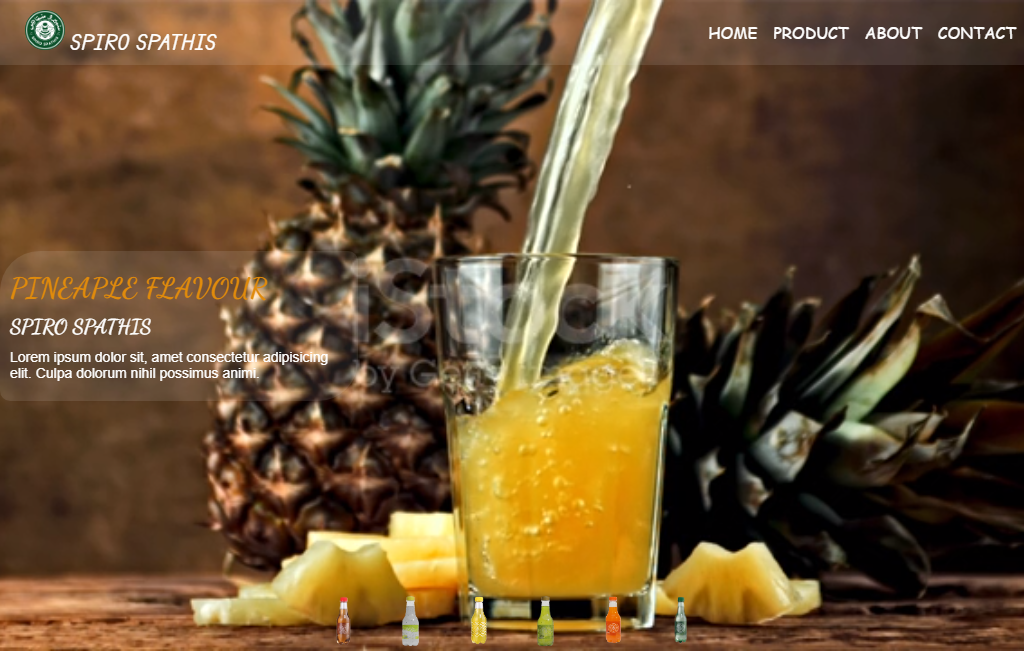 SPIRO SPATHIS
HOME PRODUCT ABOUT CONTACT
PINEAPLE FLAVOUR
SPIRO SPATHIS
Lorem ipsum dolor sit, amet consectetur adipisicing
elit. Culpa dolorum nihil possimus animi.
iStock
by Getty Images